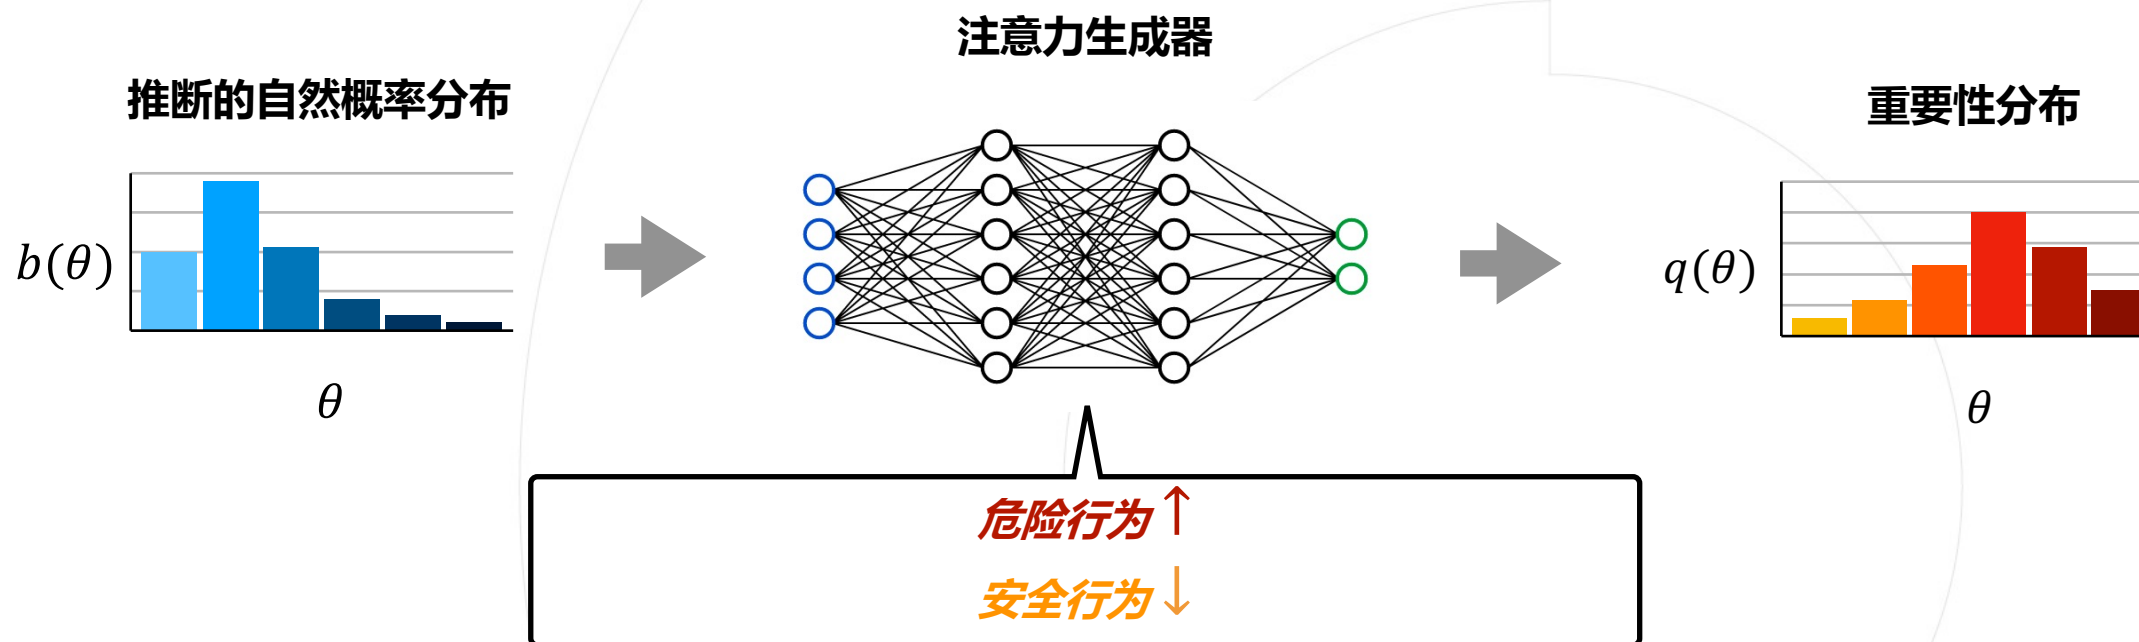 注意力生成器
推断的自然概率分布
重要性分布
b(θ)
q(θ)
θ
θ
危险行为↑
安全行为↓